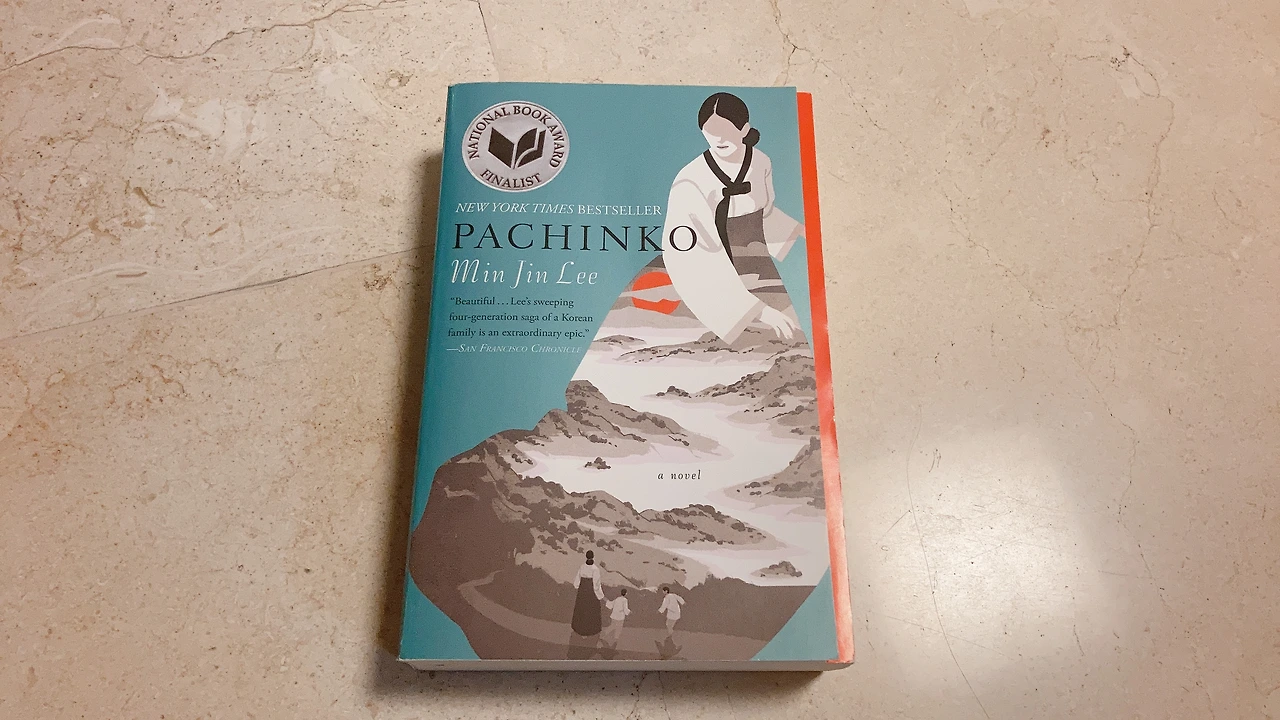 NATIONAL BOOK AWARD
FINALIST
NEW YORK TIMES BESTSELLER
PACHINKO
Min Jin Lee
“Beautiful ... Lee’s sweeping
four-generation saga of a Korean
family is an extraordinary epic.”
—SAN FRANCISCO CHRONICLE
a novel